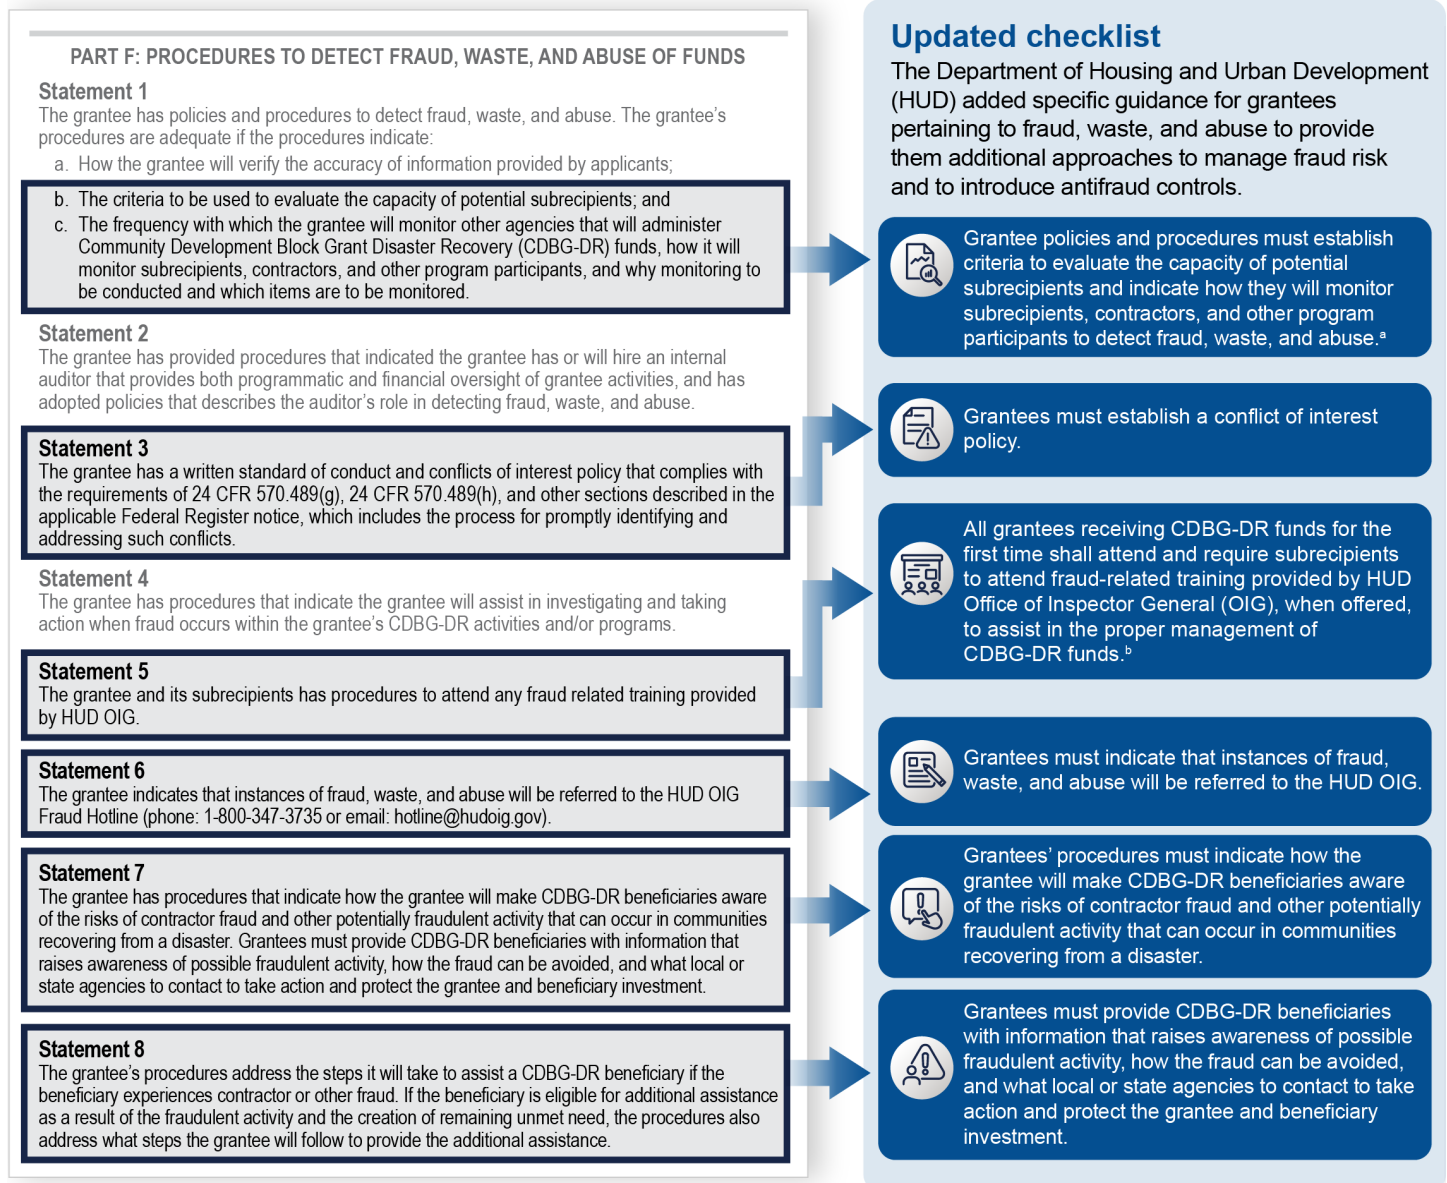 PART F: PROCEDURES TO DETECT FRAUD, WASTE, AND ABUSE OF FUNDS
Statement 1
The grantee has policies and procedures to detect fraud, waste, and abuse. The grantee's
procedures are adequate if the procedures indicate:
a. How the grantee will verify the accuracy of information provided by applicants;
b. The criteria to be used to evaluate the capacity of potential subrecipients; and
c. The frequency with which the grantee will monitor other agencies that will administer
Community Development Block Grant Disaster Recovery (CDBG-DR) funds, how it will
monitor subrecipients, contractors, and other program participants, and why monitoring to
be conducted and which items are to be monitored.
Statement 2
The grantee has provided procedures that indicated the grantee has or will hire an internal
auditor that provides both programmatic and financial oversight of grantee activities, and has
adopted policies that describes the auditor's role in detecting fraud, waste, and abuse.
Statement 3
The grantee has a written standard of conduct and conflicts of interest policy that complies with
the requirements of 24 CFR 570.489(g), 24 CFR 570.489(h), and other sections described in the
applicable Federal Register notice, which includes the process for promptly identifying and
addressing such conflicts.
Statement 4
The grantee has procedures that indicate the grantee will assist in investigating and taking
action when fraud occurs within the grantee's CDBG-DR activities and/or programs.
Statement 5
The grantee and its subrecipients has procedures to attend any fraud related training provided
by HUD OIG.
Statement 6
The grantee indicates that instances of fraud, waste, and abuse will be referred to the HUD OIG
Fraud Hotline (phone: 1-800-347-3735 or email: hotline@hudoig.gov).
Statement 7
The grantee has procedures that indicate how the grantee will make CDBG-DR beneficiaries aware
of the risks of contractor fraud and other potentially fraudulent activity that can occur in communities
recovering from a disaster. Grantees must provide CDBG-DR beneficiaries with information that
raises awareness of possible fraudulent activity, how the fraud can be avoided, and what local or
state agencies to contact to take action and protect the grantee and beneficiary investment.
Statement 8
The grantee's procedures address the steps it will take to assist a CDBG-DR beneficiary if the
beneficiary experiences contractor or other fraud. If the beneficiary is eligible for additional assistance
as a result of the fraudulent activity and the creation of remaining unmet need, the procedures also
address what steps the grantee will follow to provide the additional assistance.
Updated checklist
The Department of Housing and Urban Development
(HUD) added specific guidance for grantees
pertaining to fraud, waste, and abuse to provide
them additional approaches to manage fraud risk
and to introduce antifraud controls.
Grantee policies and procedures must establish
criteria to evaluate the capacity of potential
subrecipients and indicate how they will monitor
subrecipients, contractors, and other program
participants to detect fraud, waste, and abuse.a
Grantees must establish a conflict of interest
policy.
All grantees receiving CDBG-DR funds for the
first time shall attend and require subrecipients
to attend fraud-related training provided by HUD
Office of Inspector General (OIG), when offered,
to assist in the proper management of
CDBG-DR funds.b
Grantees must indicate that instances of fraud,
waste, and abuse will be referred to the HUD OIG.
Grantees' procedures must indicate how the
grantee will make CDBG-DR beneficiaries aware
of the risks of contractor fraud and other potentially
fraudulent activity that can occur in communities
recovering from a disaster.
Grantees must provide CDBG-DR beneficiaries
with information that raises awareness of possible
fraudulent activity, how the fraud can be avoided,
and what local or state agencies to contact to take
action and protect the grantee and beneficiary
investment.